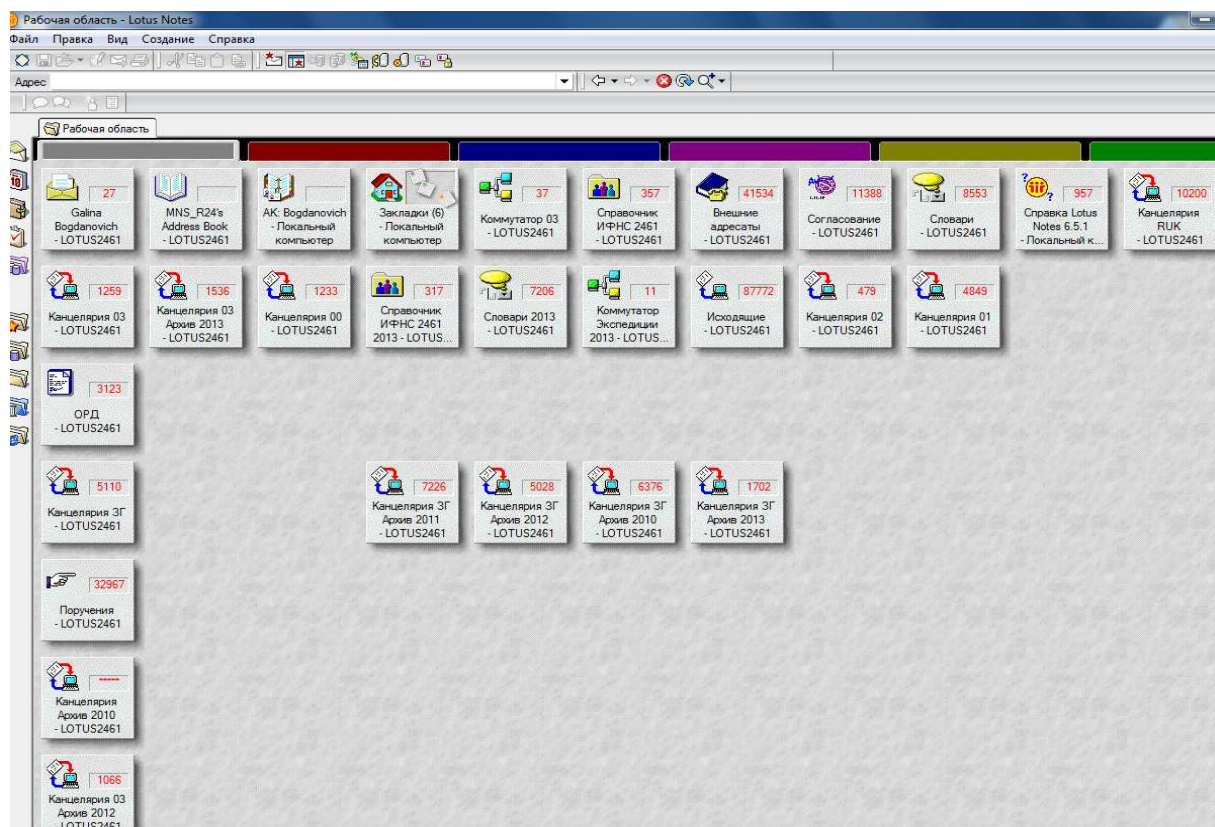 Рабочая область - Lotus Notes
Файл Правка Вид Создание Справка
Адрес
Рабочая область
27
Galina
Bogdanovich
- LOTUS2461
MNS_R24's
Address Book
- LOTUS2461
АК: Bogdanovich
- Локальный
компьютер
Закладки (6)
- Локальный
компьютер
37
Коммутатор 03
- LOTUS2461
357
Справочник
ИФНС 2461
- LOTUS2461
41534
Внешние
адресаты
- LOTUS2461
11388
Согласование
- LOTUS2461
8553
Словари
- LOTUS2461
957
Справка Lotus
Notes 6.5.1
- Локальный к...
10200
Канцелярия
RUK
- LOTUS2461
1259
Канцелярия 03
- LOTUS2461
1536
Канцелярия 03
Архив 2013
- LOTUS2461
1233
Канцелярия 00
- LOTUS2461
317
Справочник
ИФНС 2461
2013 - LOTUS...
7206
Словари 2013
- LOTUS2461
11
Коммутатор
Экспедиции
2013 - LOTUS...
87772
Исходящие
- LOTUS2461
479
Канцелярия 02
- LOTUS2461
4849
Канцелярия 01
- LOTUS2461
3123
ОРД
- LOTUS2461
5110
Канцелярия ЗГ
- LOTUS2461
7226
Канцелярия ЗГ
Архив 2011
- LOTUS2461
5028
Канцелярия ЗГ
Архив 2012
- LOTUS2461
6376
Канцелярия ЗГ
Архив 2010
- LOTUS2461
1702
Канцелярия ЗГ
Архив 2013
- LOTUS2461
32967
Поручения
- LOTUS2461
-----
Канцелярия
Архив 2010
- LOTUS2461
1066
Канцелярия 03
Архив 2012
- LOTUS2461